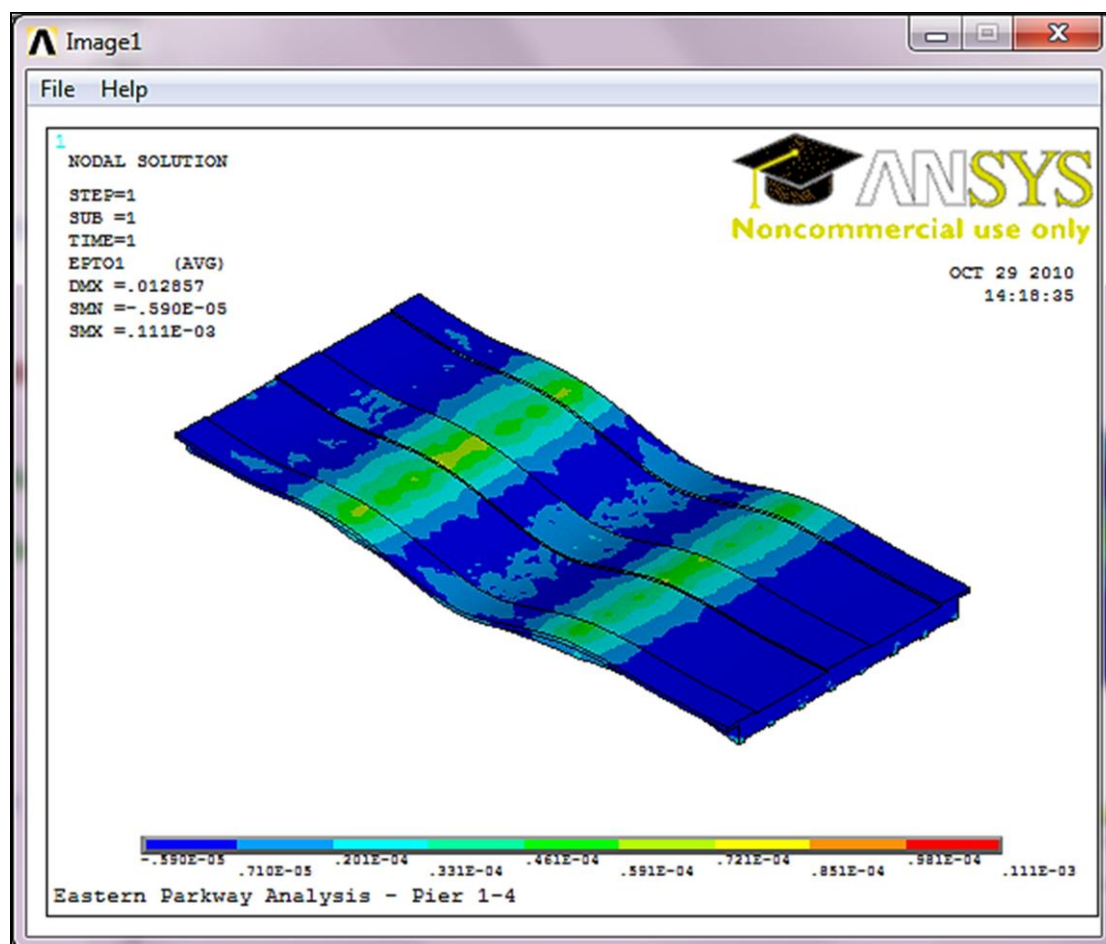 Image1
File Help
1
NODAL SOLUTION
STEP=1
SUB =1
TIME=1
EPTO1 (AVG)
DMX =.012857
SMN =-.590E-05
SMX =.111E-03
ANSYS
Noncommercial use only
OCT 29 2010
14:18:35
-.590E-05 .201E-04 .461E-04 .721E-04 .981E-04
.710E-05 .331E-04 .591E-04 .851E-04 .111E-03
Eastern Parkway Analysis - Pier 1-4